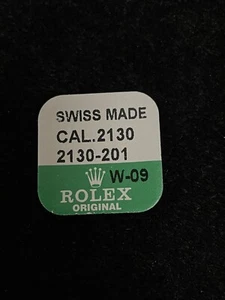 SWISS MADE
CAL.2130
2130-201
W-09
ROLEX
ORIGINAL